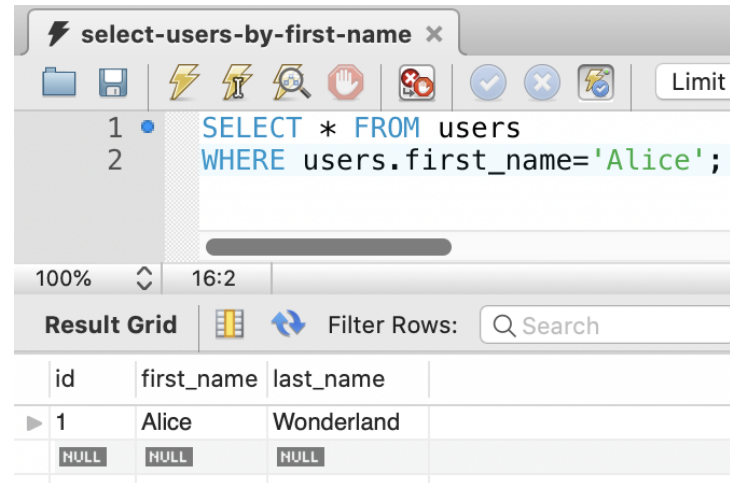 select-users-by-first-name
Limit
1 SELECT * FROM users
2 WHERE users.first_name='Alice';
100% 16:2
Result Grid Filter Rows: Search
id first_name last_name
1 Alice Wonderland
NULL NULL NULL